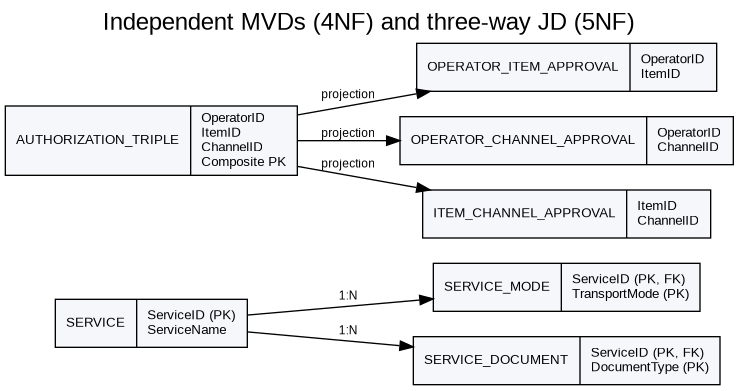 Independent MVDs (4NF) and three-way JD (5NF)
AUTHORIZATION_TRIPLE
OperatorID
ItemID
ChannelID
Composite PK
projection
projection
projection
OPERATOR_ITEM_APPROVAL
OperatorID
ItemID
OPERATOR_CHANNEL_APPROVAL
OperatorID
ChannelID
ITEM_CHANNEL_APPROVAL
ItemID
ChannelID
SERVICE
ServiceID (PK)
ServiceName
1:N
1:N
SERVICE_MODE
ServiceID (PK, FK)
TransportMode (PK)
SERVICE_DOCUMENT
ServiceID (PK, FK)
DocumentType (PK)